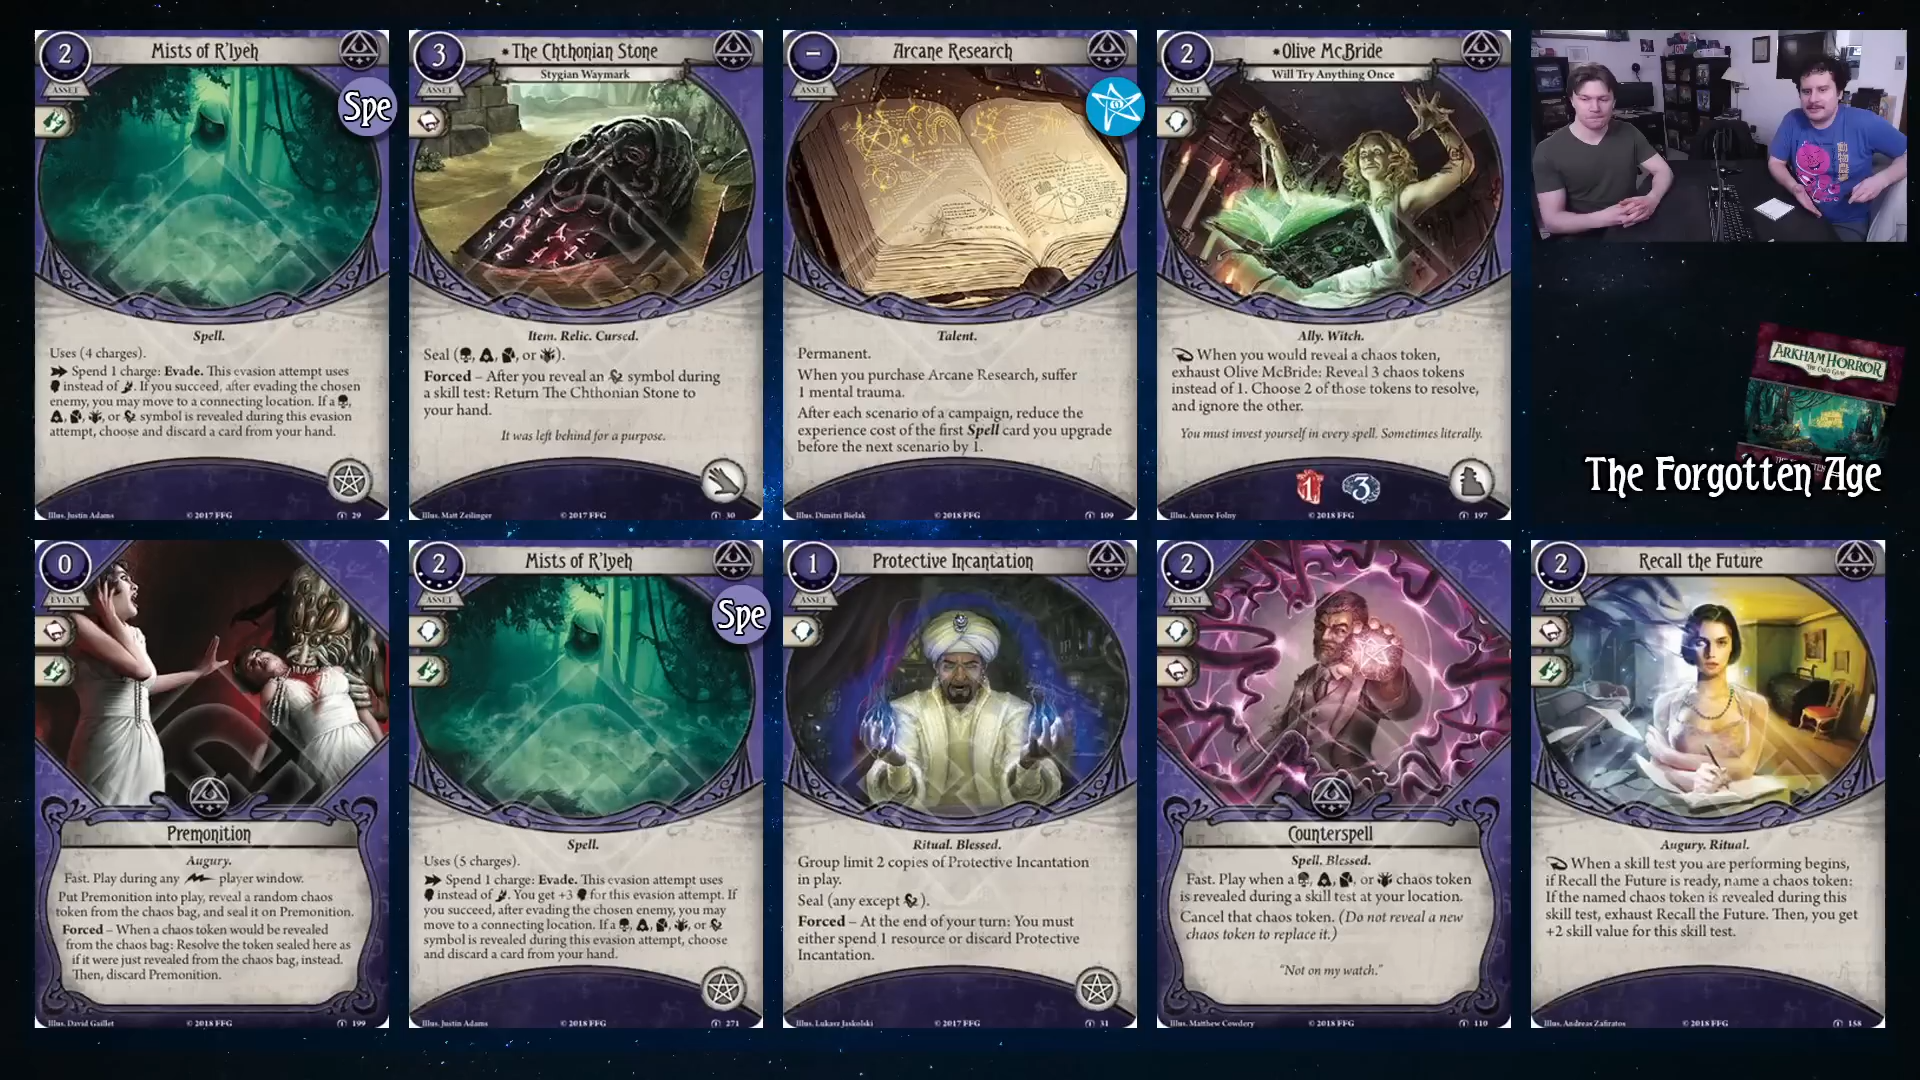 2
Mists of R'lyeh
ASSET
Spe
Spell.
Uses (4 charges).
Spend 1 charge: Evade. This evasion attempt uses
instead of . If you succeed, after evading the chosen
enemy, you may move to a connecting location. If a ,
, , , or symbol is revealed during this evasion
attempt, choose and discard a card from your hand.
Illus. Justin Adams
© 2017 FFG
29
3
The Chthonian Stone
Stygian Waymark
ASSET
Item. Relic. Cursed.
Seal ( , , , or ).
Forced – After you reveal an symbol during
a skill test: Return The Chthonian Stone to
your hand.
It was left behind for a purpose.
Illus. Matt Zeilinger
© 2017 FFG
30
–
Arcane Research
ASSET
Talent.
Permanent.
When you purchase Arcane Research, suffer
1 mental trauma.
After each scenario of a campaign, reduce the
experience cost of the first Spell card you upgrade
before the next scenario by 1.
Illus. Dimitri Bielak
© 2018 FFG
109
2
Olive McBride
Will Try Anything Once
ASSET
Ally. Witch.
When you would reveal a chaos token,
exhaust Olive McBride: Reveal 3 chaos tokens
instead of 1. Choose 2 of those tokens to resolve,
and ignore the other.
You must invest yourself in every spell. Sometimes literally.
1
3
Illus. Aurore Folny
© 2018 FFG
197
ARKHAM HORROR
THE CARD GAME
The Forgotten Age
0
EVENT
Premonition
Augury.
Fast. Play during any player window.
Put Premonition into play, reveal a random chaos
token from the chaos bag, and seal it on Premonition.
Forced – When a chaos token would be revealed
from the chaos bag: Resolve the token sealed here as
if it were just revealed from the chaos bag, instead.
Then, discard Premonition.
Illus. David Gaillet
© 2018 FFG
199
2
Mists of R'lyeh
ASSET
Spe
Spell.
Uses (5 charges).
Spend 1 charge: Evade. This evasion attempt uses
instead of . You get +3 for this evasion attempt. If
you succeed, after evading the chosen enemy, you may
move to a connecting location. If a , , , , or
symbol is revealed during this evasion attempt, choose
and discard a card from your hand.
Illus. Justin Adams
© 2018 FFG
271
1
Protective Incantation
ASSET
Ritual. Blessed.
Group limit 2 copies of Protective Incantation
in play.
Seal (any except ).
Forced – At the end of your turn: You must
either spend 1 resource or discard Protective
Incantation.
Illus. Lukasz Jaskolski
© 2017 FFG
31
2
EVENT
Counterspell
Spell. Blessed.
Fast. Play when a , , , or chaos token
is revealed during a skill test at your location.
Cancel that chaos token. (Do not reveal a new
chaos token to replace it.)
"Not on my watch."
Illus. Matthew Cowdery
© 2018 FFG
110
2
Recall the Future
ASSET
Augury. Ritual.
When a skill test you are performing begins,
if Recall the Future is ready, name a chaos token:
If the named chaos token is revealed during this
skill test, exhaust Recall the Future. Then, you get
+2 skill value for this skill test.
Illus. Andreas Zafiratos
© 2018 FFG
158